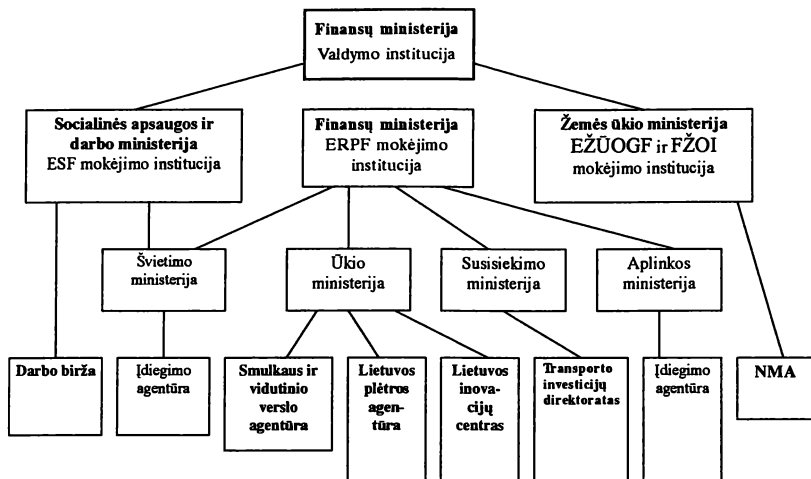 Finansų ministerija
Valdymo institucija
Socialinės apsaugos ir
darbo ministerija
ESF mokėjimo institucija
Finansų ministerija
ERPF mokėjimo
institucija
Žemės ūkio ministerija
EŽŪOGF ir FŽOI
mokėjimo institucija
Švietimo
ministerija
Ūkio
ministerija
Susisiekimo
ministerija
Aplinkos
ministerija
Darbo birža
Įdiegimo
agentūra
Smulkaus ir
vidutinio
verslo
agentūra
Lietuvos
plėtros
agen-
tūra
Lietuvos
inova-
cijų
centras
Transporto
investicijų
direktoratas
Įdiegimo
agentūra
NMA